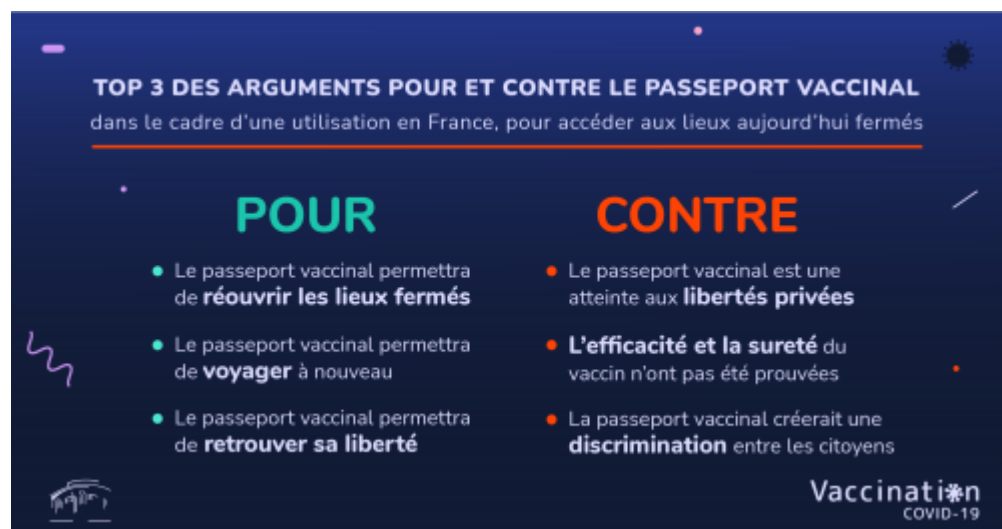 TOP 3 DES ARGUMENTS POUR ET CONTRE LE PASSEPORT VACCINAL
dans le cadre d'une utilisation en France, pour accéder aux lieux aujourd'hui fermés
POUR
Le passeport vaccinal permettra
de réouvrir les lieux fermés
Le passeport vaccinal permettra
de voyager à nouveau
Le passeport vaccinal permettra
de retrouver sa liberté
CONTRE
Le passeport vaccinal est une
atteinte aux libertés privées
L'efficacité et la sureté du
vaccin n'ont pas été prouvées
La passeport vaccinal créerait une
discrimination entre les citoyens
Vaccination
COVID-19